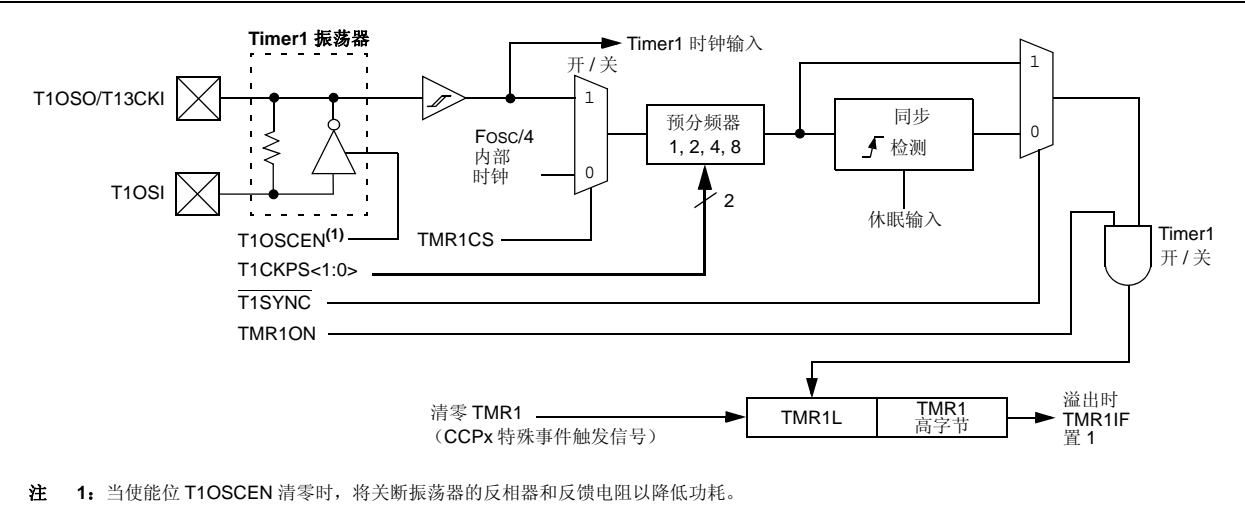 Timer1 振荡器
Timer1 时钟输入
开 / 关
T1OSO/T13CKI
1
FOSC/4
内部
时钟
0
预分频器
1, 2, 4, 8
2
同步
检测
休眠输入
1
0
T1OSI
T1OSCEN(1)
TMR1CS
T1CKPS<1:0>
T1SYNC
TMR1ON
Timer1
开 / 关
清零 TMR1
（CCPx 特殊事件触发信号）
TMR1L
TMR1
高字节
溢出时
TMR1IF
置 1
注 1： 当使能位 T1OSCEN 清零时，将关断振荡器的反相器和反馈电阻以降低功耗。